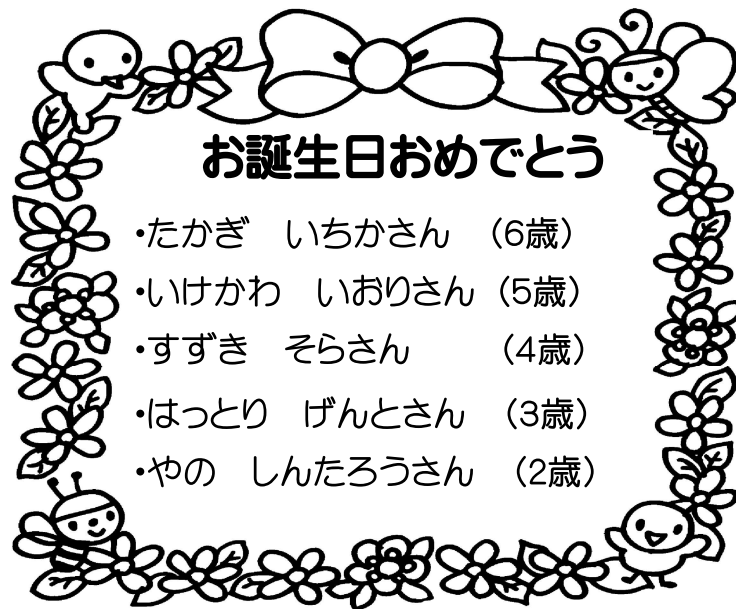 お誕生日おめでとう
・たかぎ　いちかさん　（6歳）
・いけかわ　いおりさん　（5歳）
・すずき　そらさん　　　（4歳）
・はっとり　げんとさん　（3歳）
・やの　しんたろうさん　（2歳）